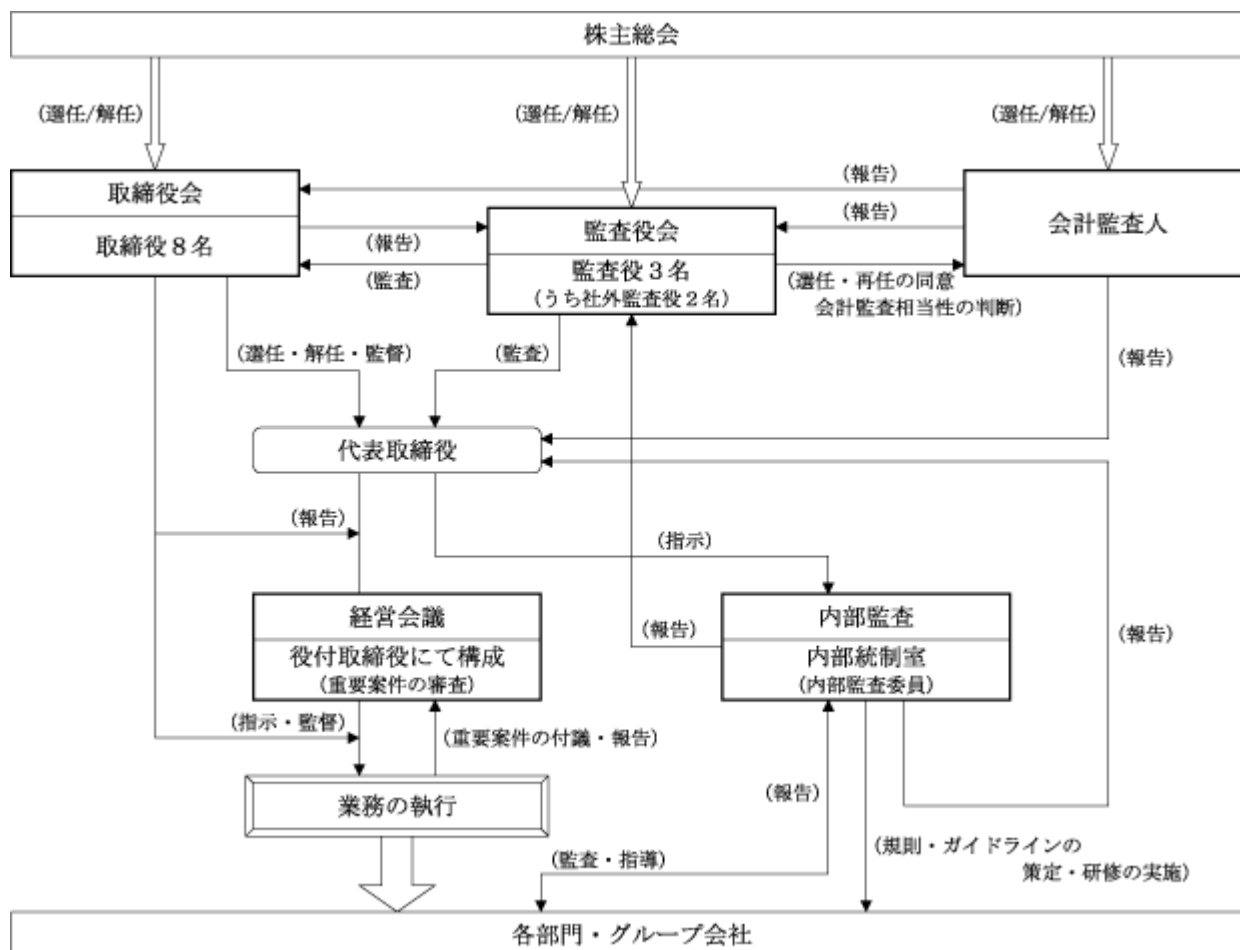 株主総会
(選任/解任)
(選任/解任)
(選任/解任)
取締役会
取締役８名
(報告)
(報告)
会計監査人
監査役会
監査役３名
(うち社外監査役２名)
(報告)
(監査)
(選任・再任の同意
会計監査相当性の判断)
(選任・解任・監督)
(監査)
(報告)
代表取締役
(報告)
(指示)
経営会議
役付取締役にて構成
(重要案件の審査)
(報告)
内部監査
内部統制室
(内部監査委員)
(報告)
(指示・監督)
(重要案件の付議・報告)
(報告)
業務の執行
(監査・指導)
(規則・ガイドラインの
策定・研修の実施)
各部門・グループ会社